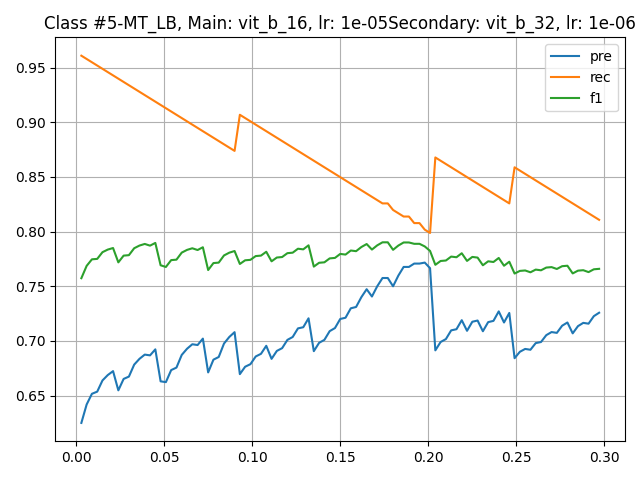 Class #5-MT_LB, Main: vit_b_16, lr: 1e-05Secondary: vit_b_32, lr: 1e-06
pre
rec
f1
0.95
0.90
0.85
0.80
0.75
0.70
0.65
0.00 0.05 0.10 0.15 0.20 0.25 0.30